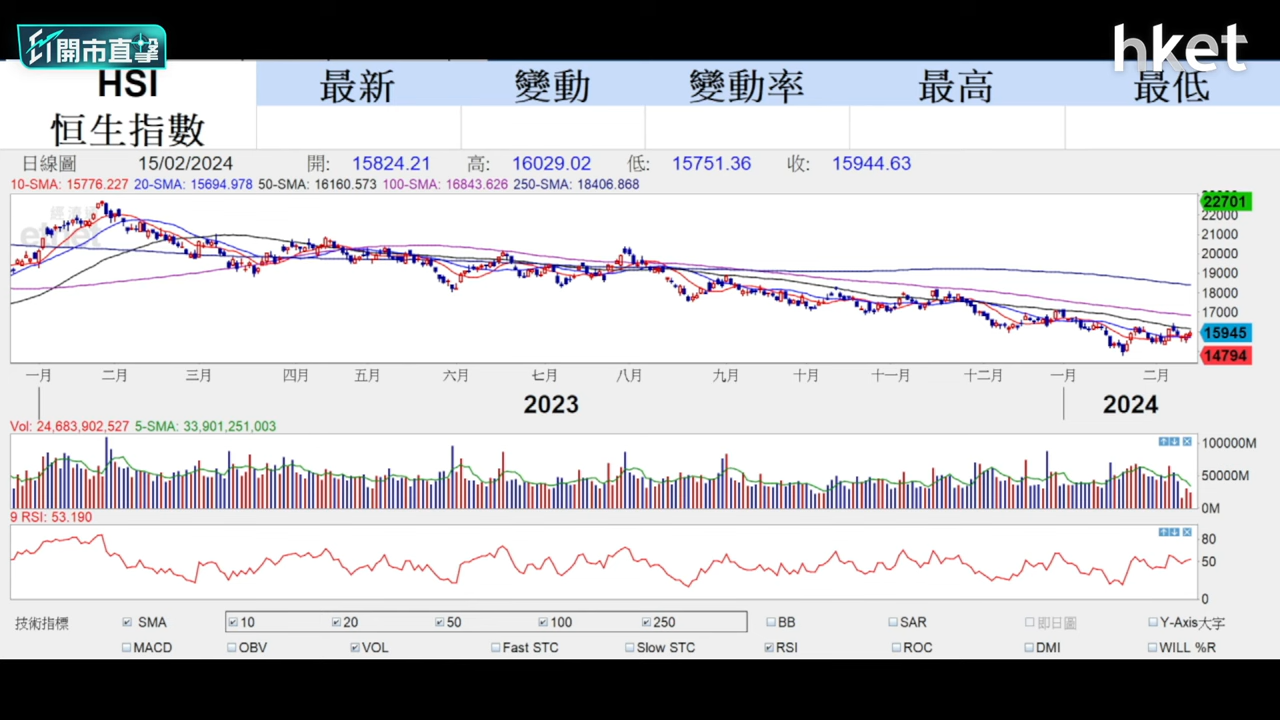 開市直擊
hket
HSI 最新 變動 變動率 最高 最低
恒生指數
日線圖 15/02/2024 開: 15824.21 高: 16029.02 低: 15751.36 收: 15944.63
10-SMA: 15776.227 20-SMA: 15694.978 50-SMA: 16160.573 100-SMA: 16843.626 250-SMA: 18406.868
22701
22000
21000
20000
19000
18000
17000
15945
14794
一月 二月 三月 四月 五月 六月 七月 八月 九月 十月 十一月 十二月 一月 二月
2023 2024
Vol: 24,683,902,527 5-SMA: 33,901,251,003
100000M
50000M
0M
9 RSI: 53.190
80
50
0
技術指標 SMA 10 20 50 100 250 BB SAR 即日圖 Y-Axis大字
MACD OBV VOL Fast STC Slow STC RSI ROC DMI WILL %R